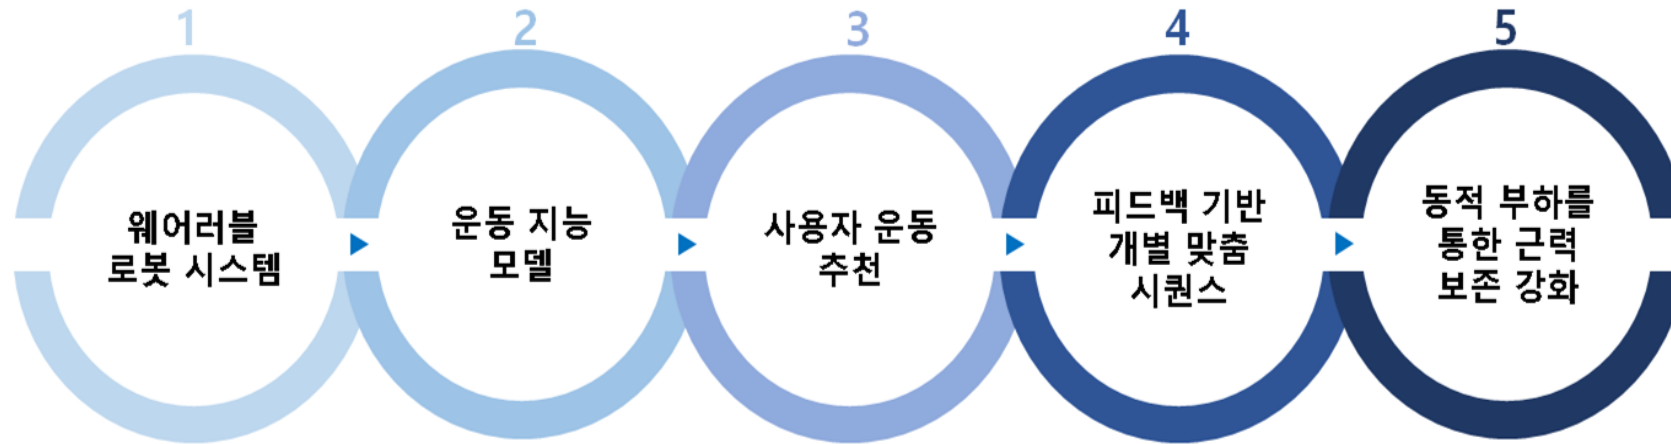 1
웨어러블
로봇 시스템
2
운동 지능
모델
3
사용자 운동
추천
4
피드백 기반
개별 맞춤
시퀀스
5
동적 부하를
통한 근력
보존 강화